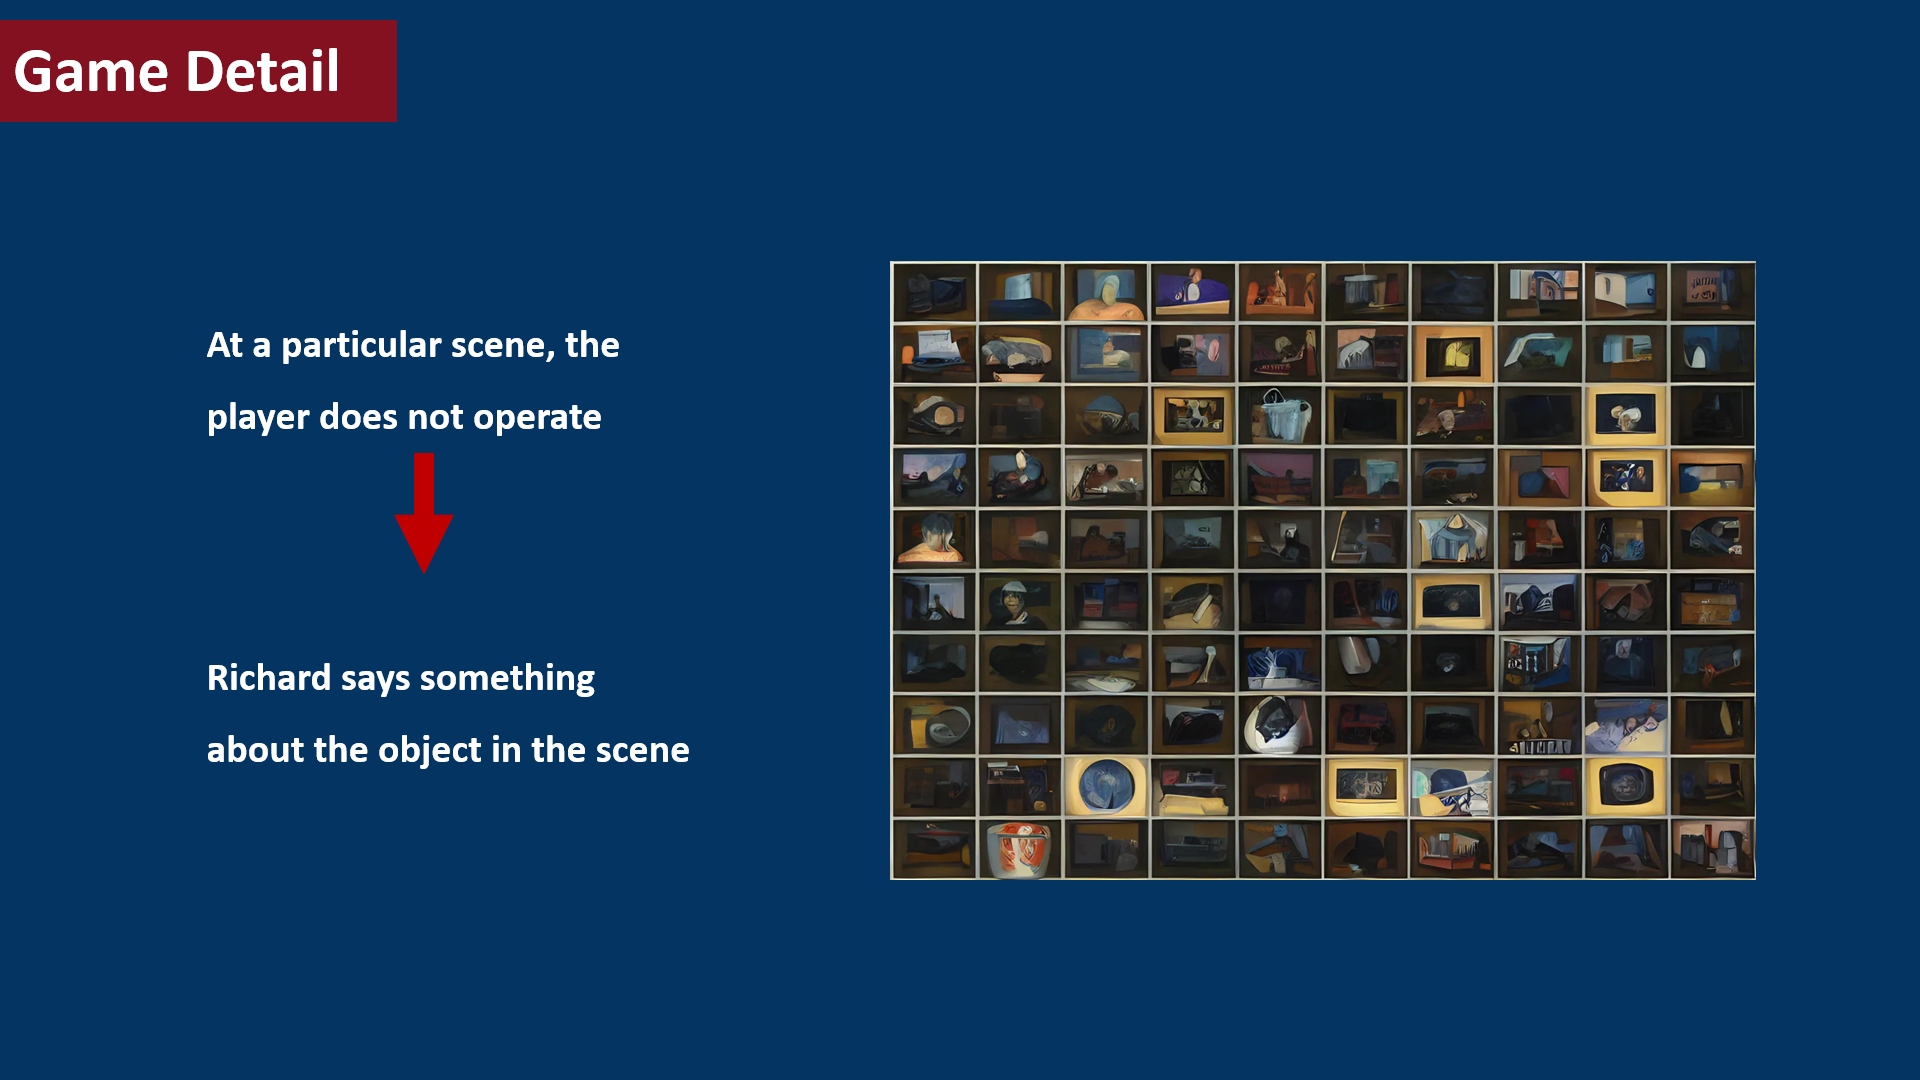 Game Detail
At a particular scene, the
player does not operate
Richard says something
about the object in the scene